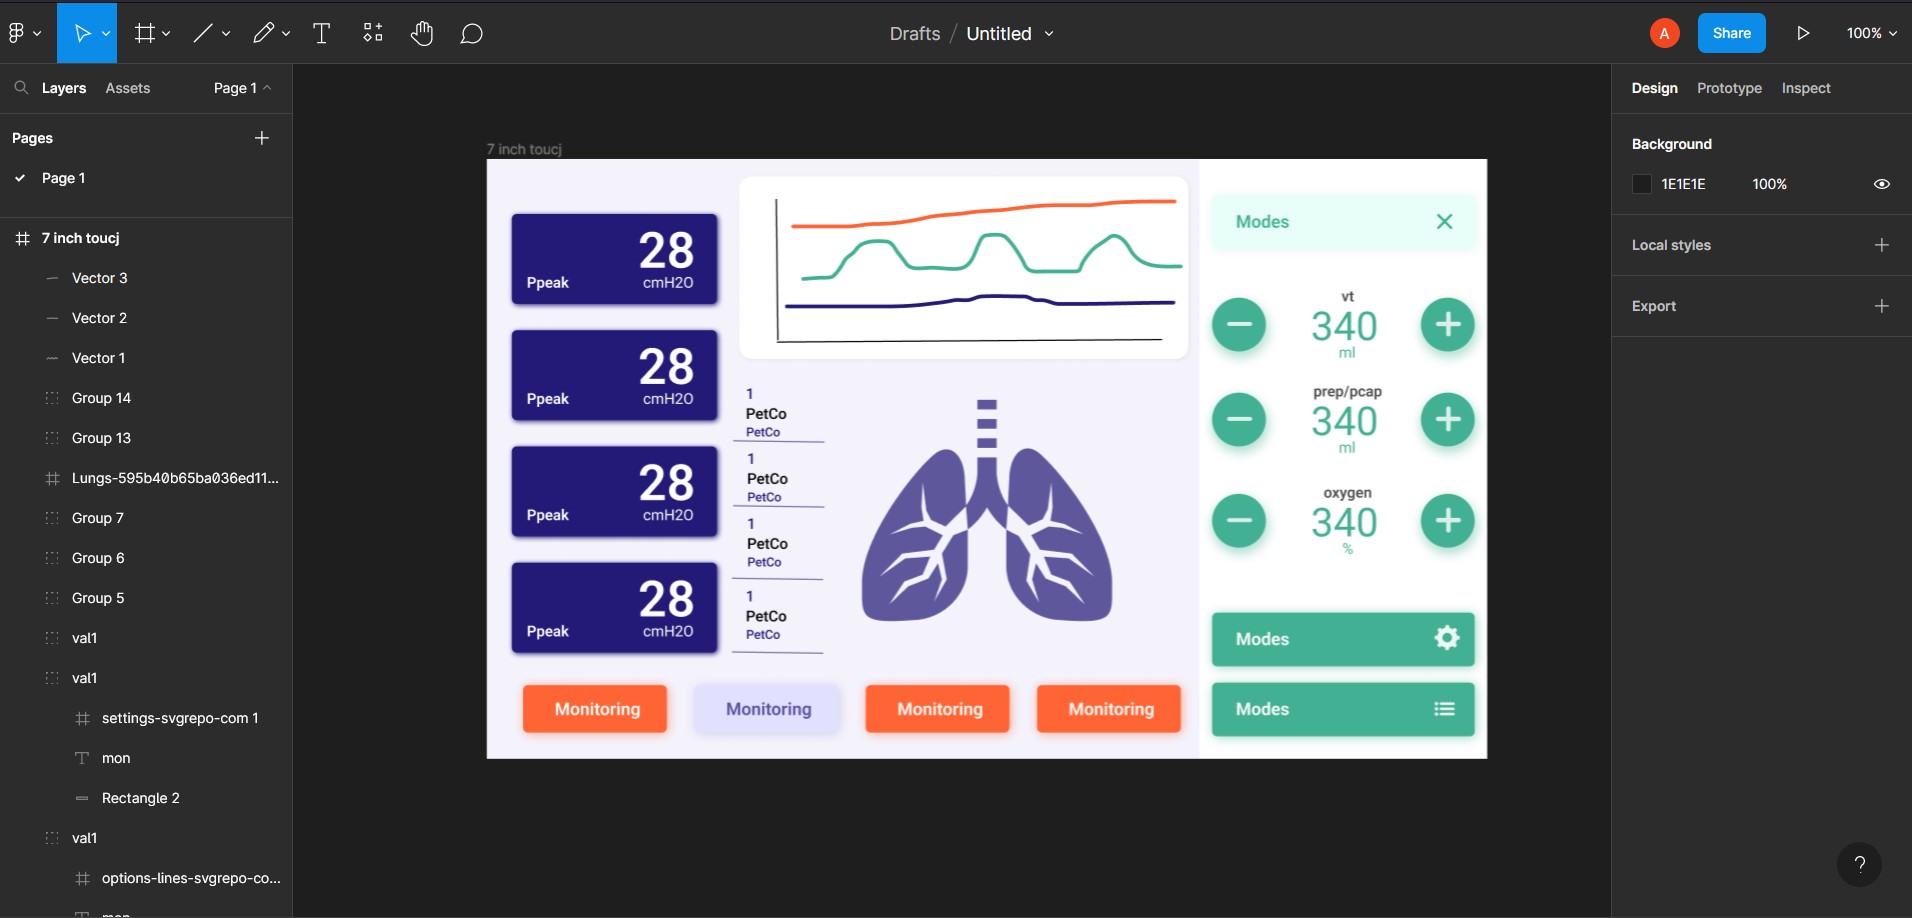 Drafts / Untitled
A
Share
100%
Layers
Assets
Page 1
Pages
Page 1
7 inch toucj
Vector 3
Vector 2
Vector 1
Group 14
Group 13
Lungs-595b40b65ba036ed11...
Group 7
Group 6
Group 5
val1
val1
settings-svgrepo-com 1
mon
Rectangle 2
val1
options-lines-svgrepo-co...
7 inch toucj
28
Ppeak
cmH2O
28
Ppeak
cmH2O
28
Ppeak
cmH2O
28
Ppeak
cmH2O
1
PetCo
PetCo
1
PetCo
PetCo
1
PetCo
PetCo
1
PetCo
PetCo
Monitoring
Monitoring
Monitoring
Monitoring
Modes
vt
340
ml
prep/pcap
340
ml
oxygen
340
%
Modes
Modes
Design
Prototype
Inspect
Background
1E1E1E
100%
Local styles
Export
?